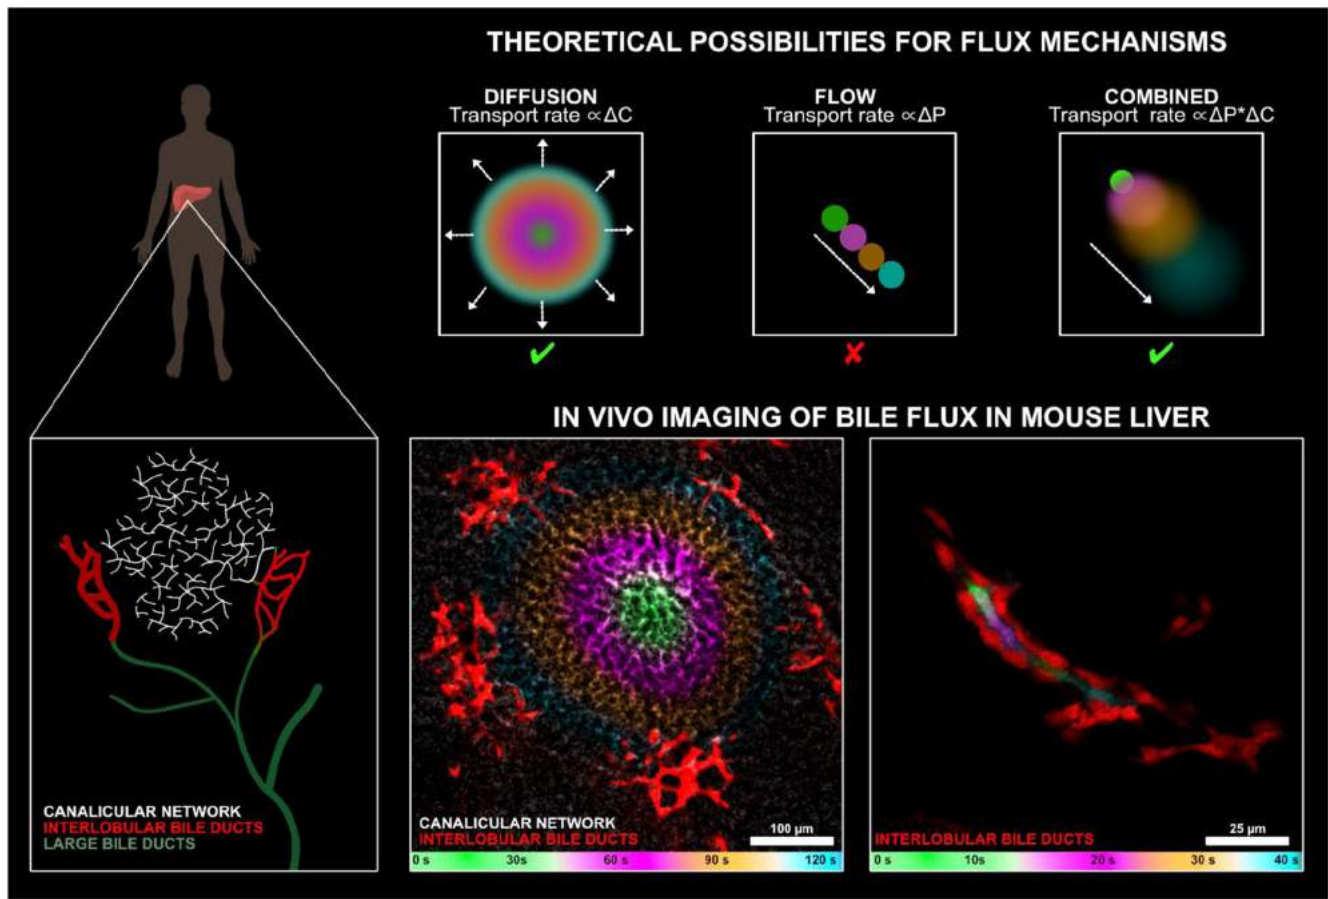 THEORETICAL POSSIBILITIES FOR FLUX MECHANISMS
DIFFUSION
Transport rate ∝ΔC
FLOW
Transport rate ∝ΔP
COMBINED
Transport rate ∝ΔP*ΔC
IN VIVO IMAGING OF BILE FLUX IN MOUSE LIVER
CANALICULAR NETWORK
INTERLOBULAR BILE DUCTS
LARGE BILE DUCTS
CANALICULAR NETWORK
INTERLOBULAR BILE DUCTS
100 µm
0 s 30s 60 s 90 s 120 s
INTERLOBULAR BILE DUCTS
25 µm
0 s 10s 20 s 30 s 40 s